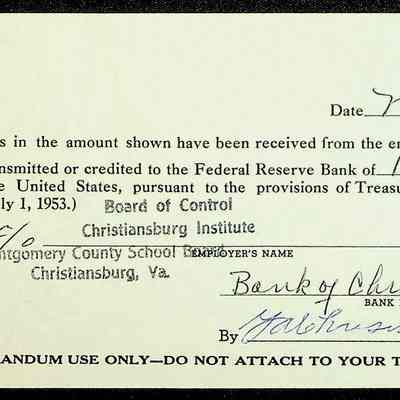 Date
s in the amount shown have been received from the en
nsmitted or credited to the Federal Reserve Bank of
e United States, pursuant to the provisions of Treasu
ly 1, 1953.) Board of Control
c/o Christiansburg Institute
ntgomery County School Board
EMPLOYER'S NAME
Christiansburg, Va.
Bank of Chr
BANK
By
ANDUM USE ONLY—DO NOT ATTACH TO YOUR T